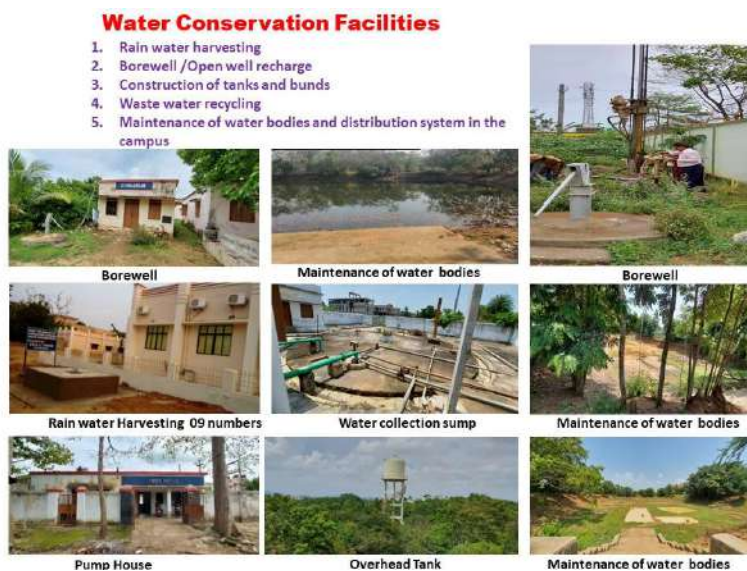 Water Conservation Facilities
1. Rain water harvesting
2. Borewell /Open well recharge
3. Construction of tanks and bunds
4. Waste water recycling
5. Maintenance of water bodies and distribution system in the
campus
Borewell
Maintenance of water bodies
Borewell
Rain water Harvesting 09 numbers
Water collection sump
Maintenance of water bodies
Pump House
Overhead Tank
Maintenance of water bodies